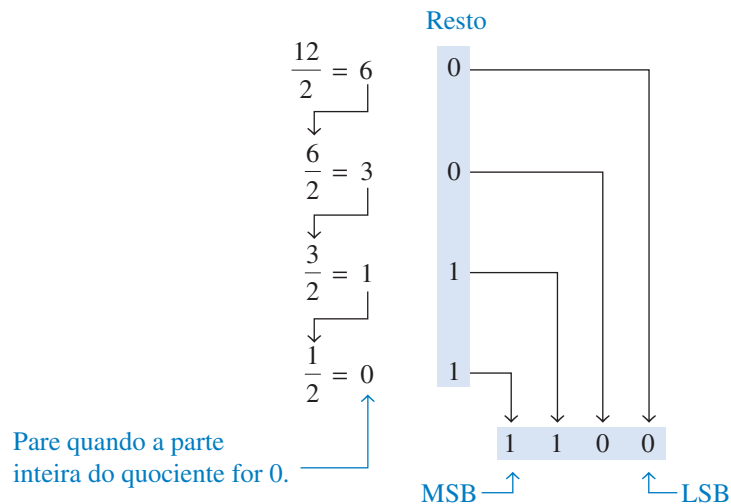 Resto
12/2 = 6 0
6/2 = 3 0
3/2 = 1 1
1/2 = 0 1
Pare quando a parte
inteira do quociente for 0.
1 1 0 0
MSB LSB